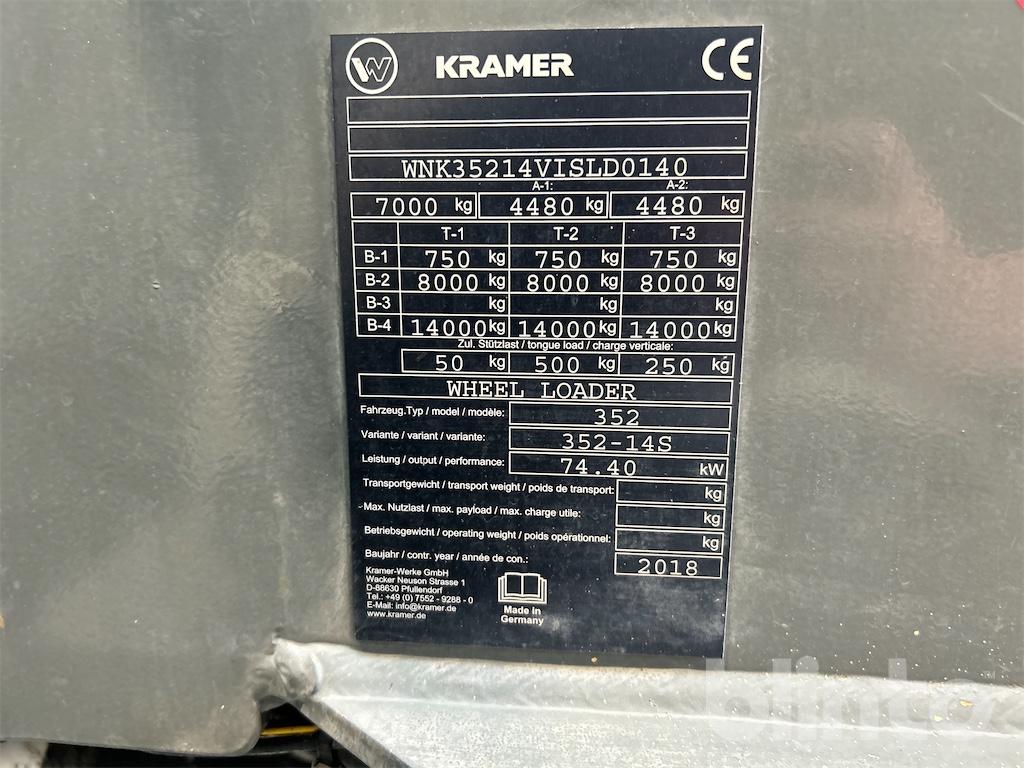 W KRAMER CE
WNK35214VISLD0140
A-1: A-2:
7000 kg 4480 kg 4480 kg
T-1 T-2 T-3
B-1 750 kg 750 kg 750 kg
B-2 8000 kg 8000 kg 8000 kg
B-3 kg kg kg
B-4 14000 kg 14000 kg 14000 kg
Zul. Stützlast / tongue load / charge verticale:
50 kg 500 kg 250 kg
WHEEL LOADER
Fahrzeug.Typ / model / modèle: 352
Variante / variant / variante: 352-14S
Leistung / output / performance: 74.40 kW
Transportgewicht / transport weight / poids de transport: kg
Max. Nutzlast / max. payload / max. charge utile: kg
Betriebsgewicht / operating weight / poids opérationnel: kg
Baujahr / contr. year / année de con.: 2018
Kramer-Werke GmbH
Wacker Neuson Strasse 1
D-88630 Pfullendorf
Tel.: +49 (0) 7552 - 9288 - 0
E-Mail: info@kramer.de
www.kramer.de
Made in
Germany
blinto